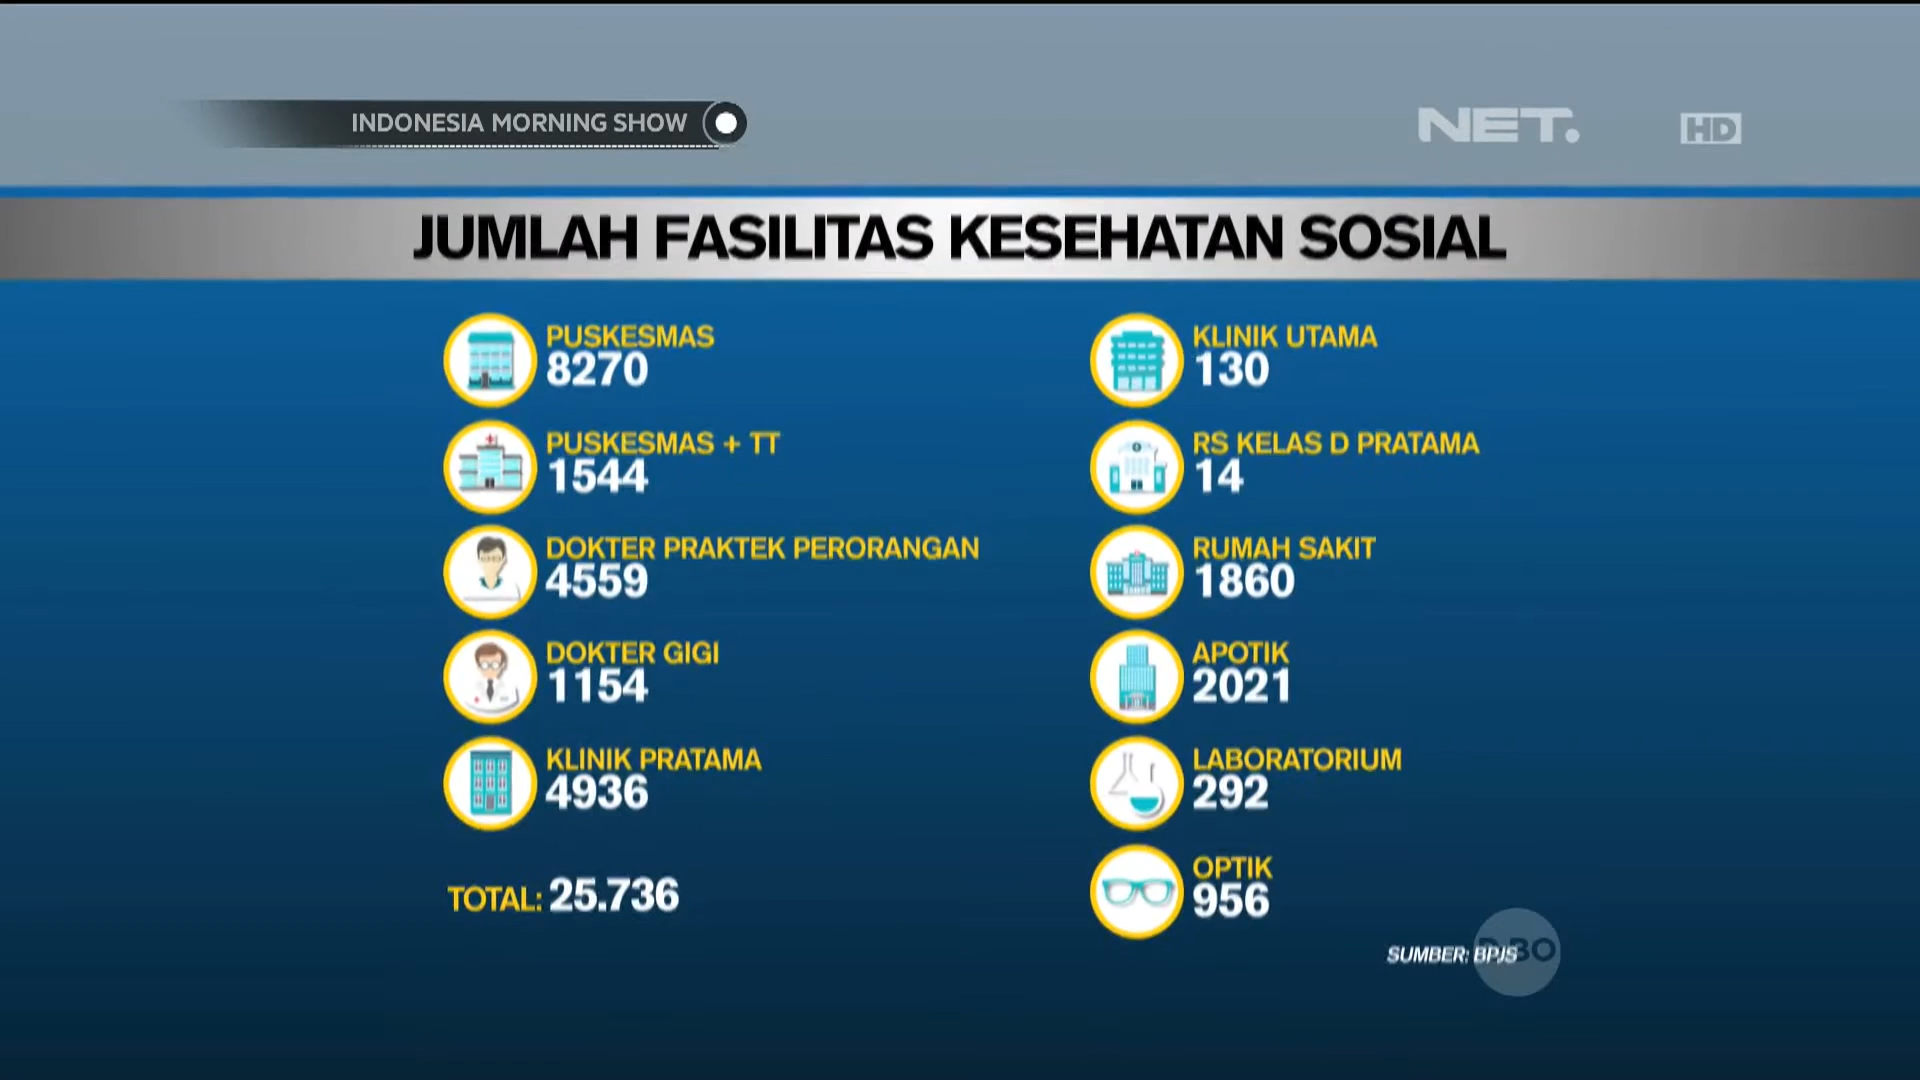 INDONESIA MORNING SHOW
NET.
HD
JUMLAH FASILITAS KESEHATAN SOSIAL
PUSKESMAS
8270
PUSKESMAS + TT
1544
DOKTER PRAKTEK PERORANGAN
4559
DOKTER GIGI
1154
KLINIK PRATAMA
4936
TOTAL: 25.736
KLINIK UTAMA
130
RS KELAS D PRATAMA
14
RUMAH SAKIT
1860
APOTIK
2021
LABORATORIUM
292
OPTIK
956
SUMBER: BPJS